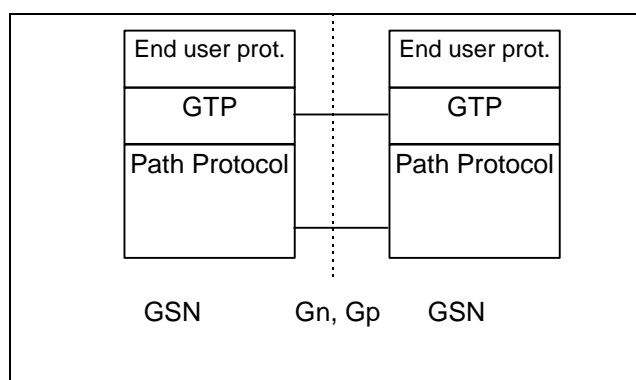 End user prot. End user prot.
GTP GTP
Path Protocol Path Protocol
GSN Gn, Gp GSN